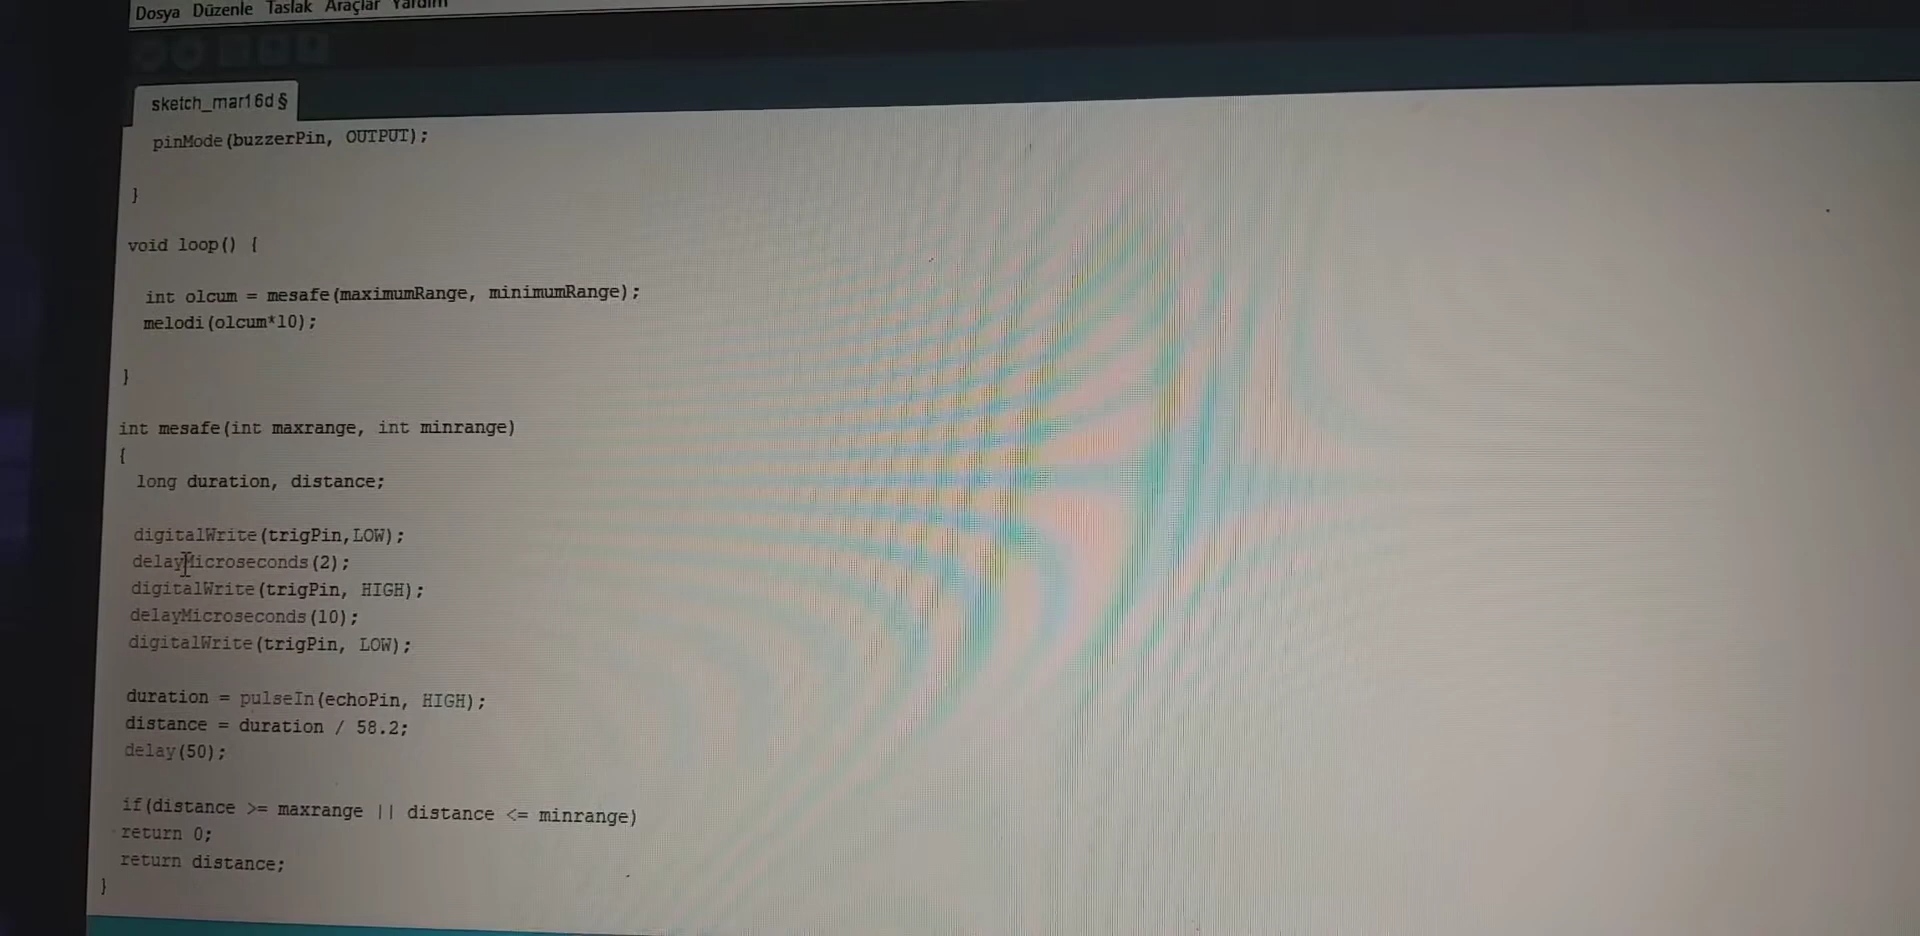 Dosya Düzenle Taslak Araçlar Yardım
sketch_mar16d §
pinMode(buzzerPin, OUTPUT);
}
void loop() {
int olcum = mesafe(maximumRange, minimumRange);
melodi(olcum*10);
}
int mesafe(int maxrange, int minrange)
{
long duration, distance;
digitalWrite(trigPin,LOW);
delayMicroseconds(2);
digitalWrite(trigPin, HIGH);
delayMicroseconds(10);
digitalWrite(trigPin, LOW);
duration = pulseIn(echoPin, HIGH);
distance = duration / 58.2;
delay(50);
if(distance >= maxrange || distance <= minrange)
return 0;
return distance;
}